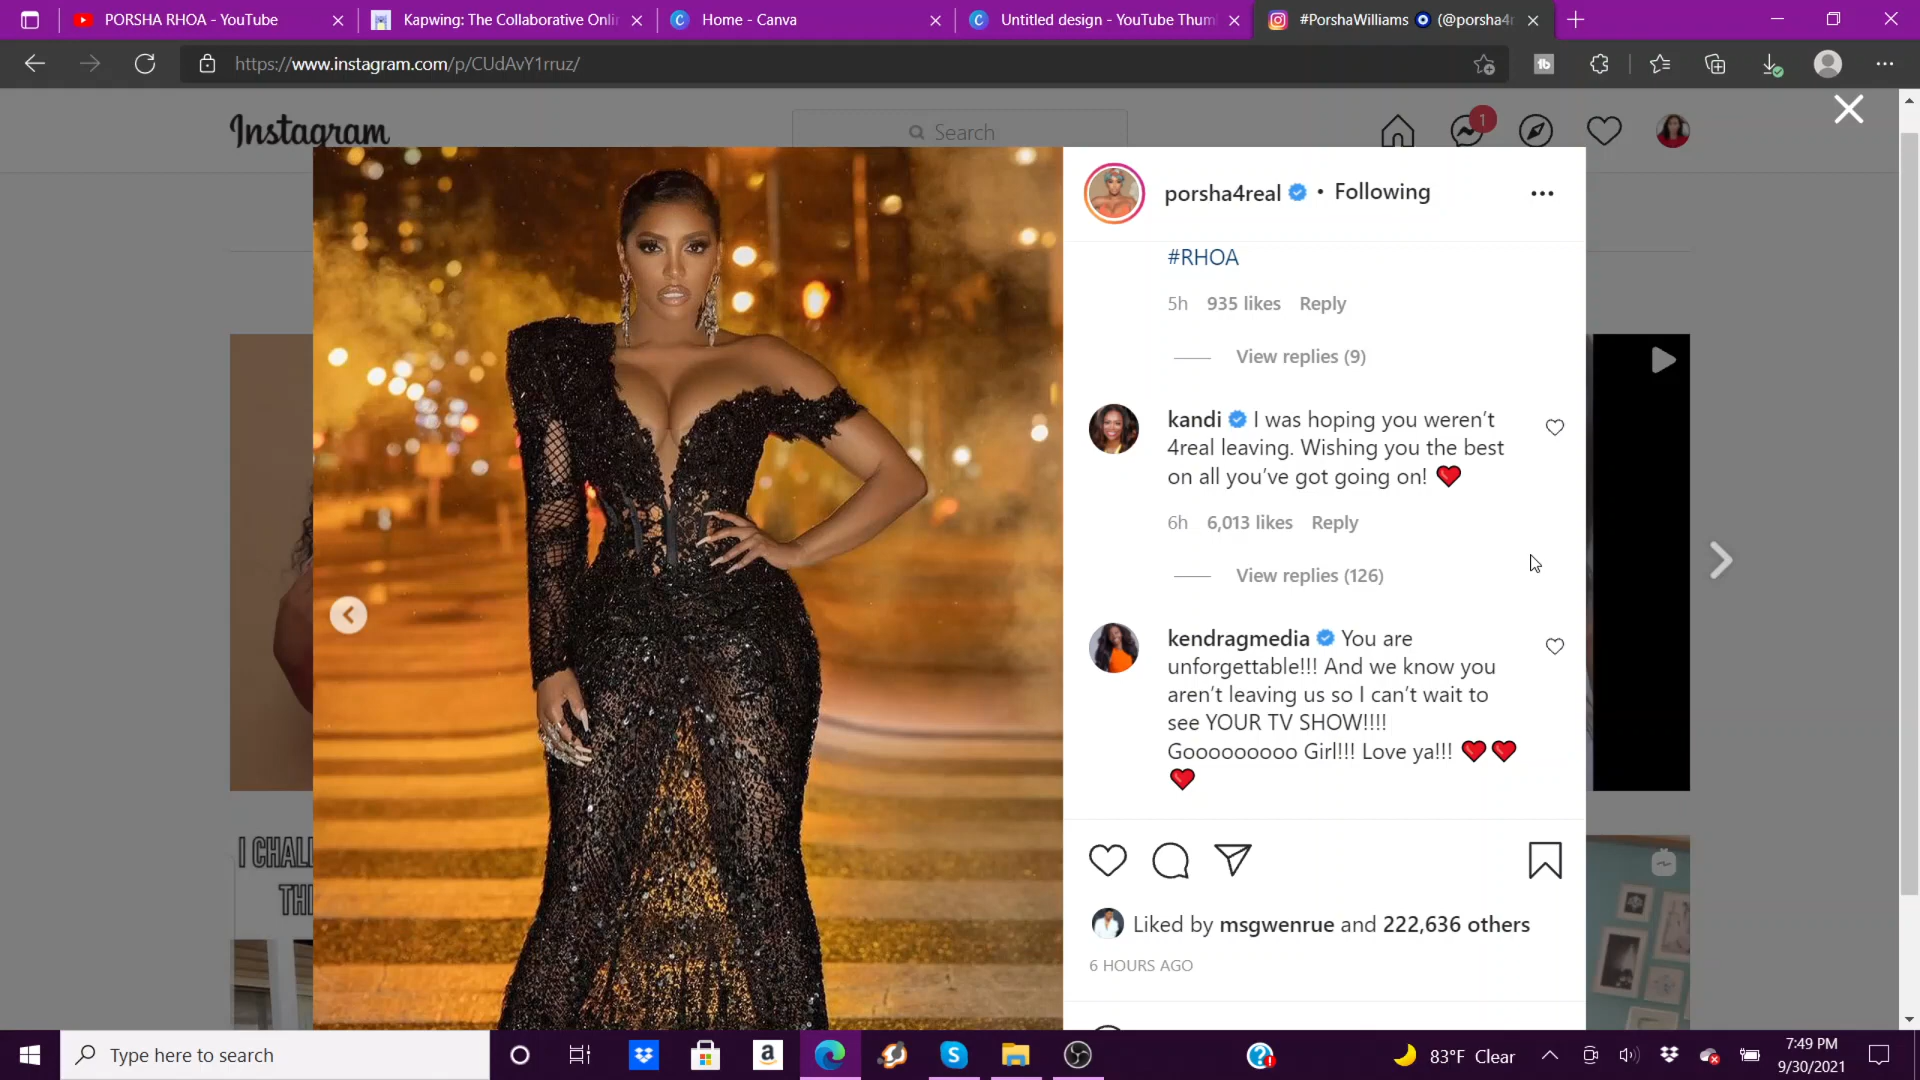 PORSHA RHOA - YouTube
Kapwing: The Collaborative Onlin
Home - Canva
Untitled design - YouTube Thum
#PorshaWilliams 🧿 (@porsha4r
https://www.instagram.com/p/CUdAvY1rruz/
Instagram
Search
1
porsha4real • Following
#RHOA
5h 935 likes Reply
View replies (9)
kandi I was hoping you weren't
4real leaving. Wishing you the best
on all you've got going on! ❤️
6h 6,013 likes Reply
View replies (126)
kendragmedia You are
unforgettable!!! And we know you
aren't leaving us so I can't wait to
see YOUR TV SHOW!!!!
Gooooooooo Girl!!! Love ya!!! ❤️❤️
❤️
I CHALL
THI
Liked by msgwenrue and 222,636 others
6 HOURS AGO
Type here to search
83°F Clear
7:49 PM
9/30/2021